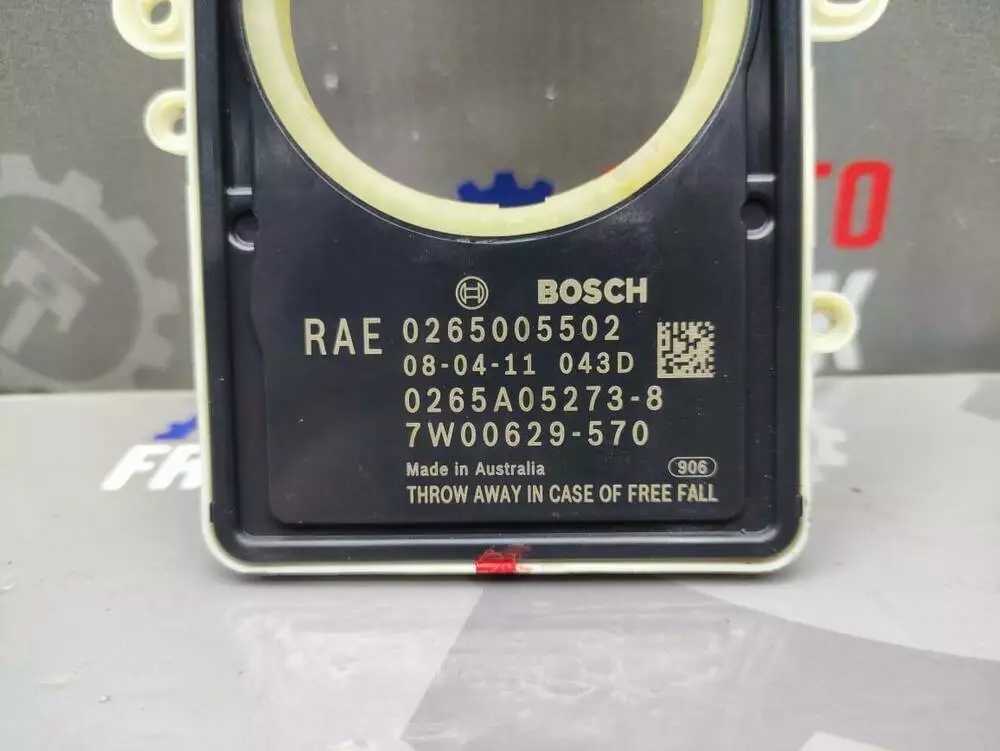 BOSCH
RAE 0265005502
08-04-11 043D
0265A05273-8
7W00629-570
Made in Australia 906
THROW AWAY IN CASE OF FREE FALL